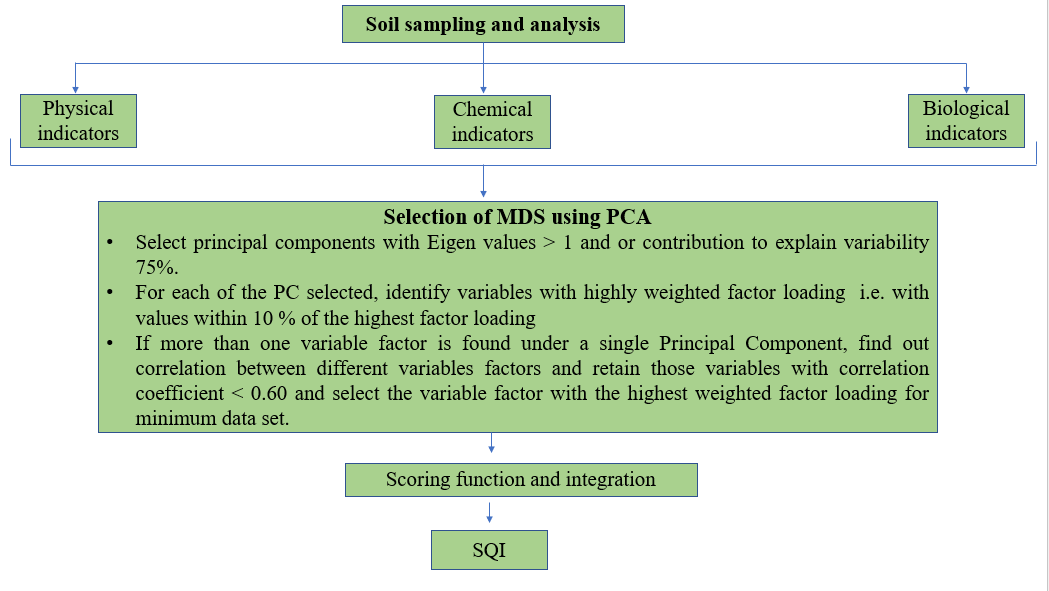 Soil sampling and analysis
Physical
indicators
Chemical
indicators
Biological
indicators
Selection of MDS using PCA
• Select principal components with Eigen values > 1 and or contribution to explain variability
75%.
• For each of the PC selected, identify variables with highly weighted factor loading i.e. with
values within 10 % of the highest factor loading
• If more than one variable factor is found under a single Principal Component, find out
correlation between different variables factors and retain those variables with correlation
coefficient < 0.60 and select the variable factor with the highest weighted factor loading for
minimum data set.
Scoring function and integration
SQI